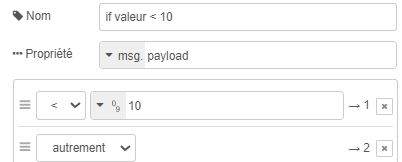 Nom if valeur < 10
Propriété msg. payload
< 0 9 10 → 1 ×
autrement → 2 ×